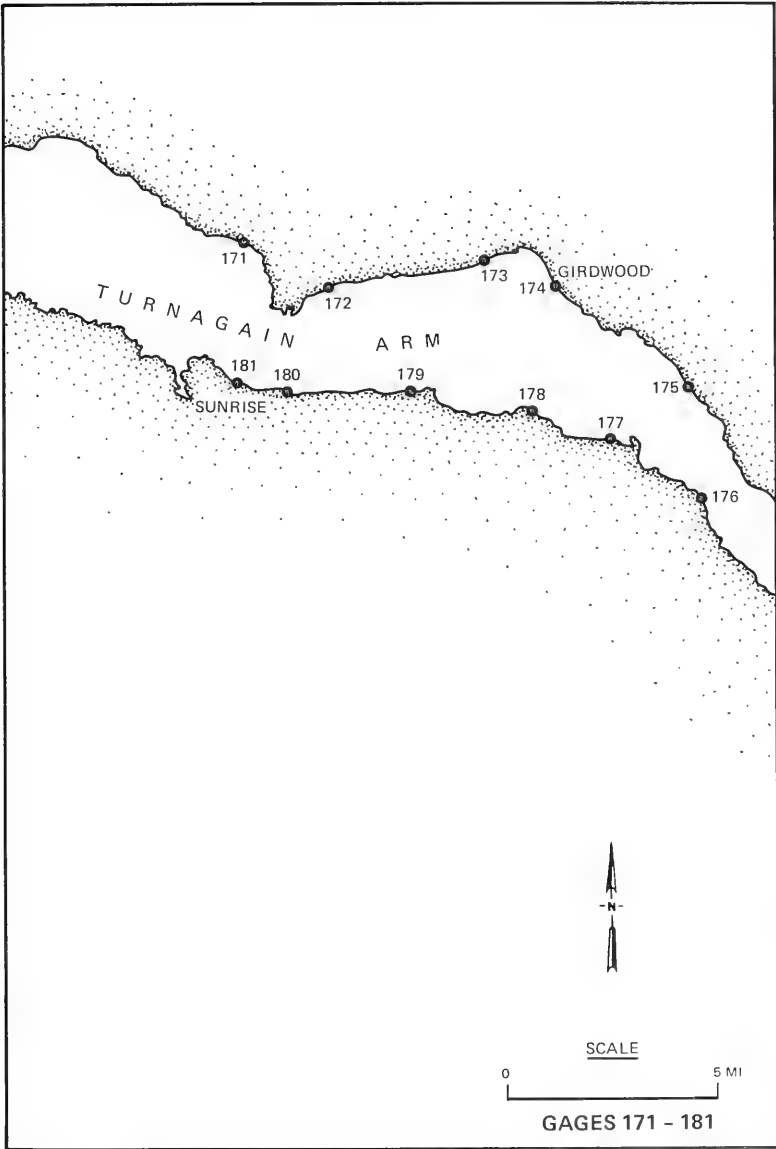 171
172
173
GIRDWOOD
174
TURNAGAIN ARM
181
180
179
SUNRISE
178
177
175
176
-N-
SCALE
0 5 MI
GAGES 171 - 181